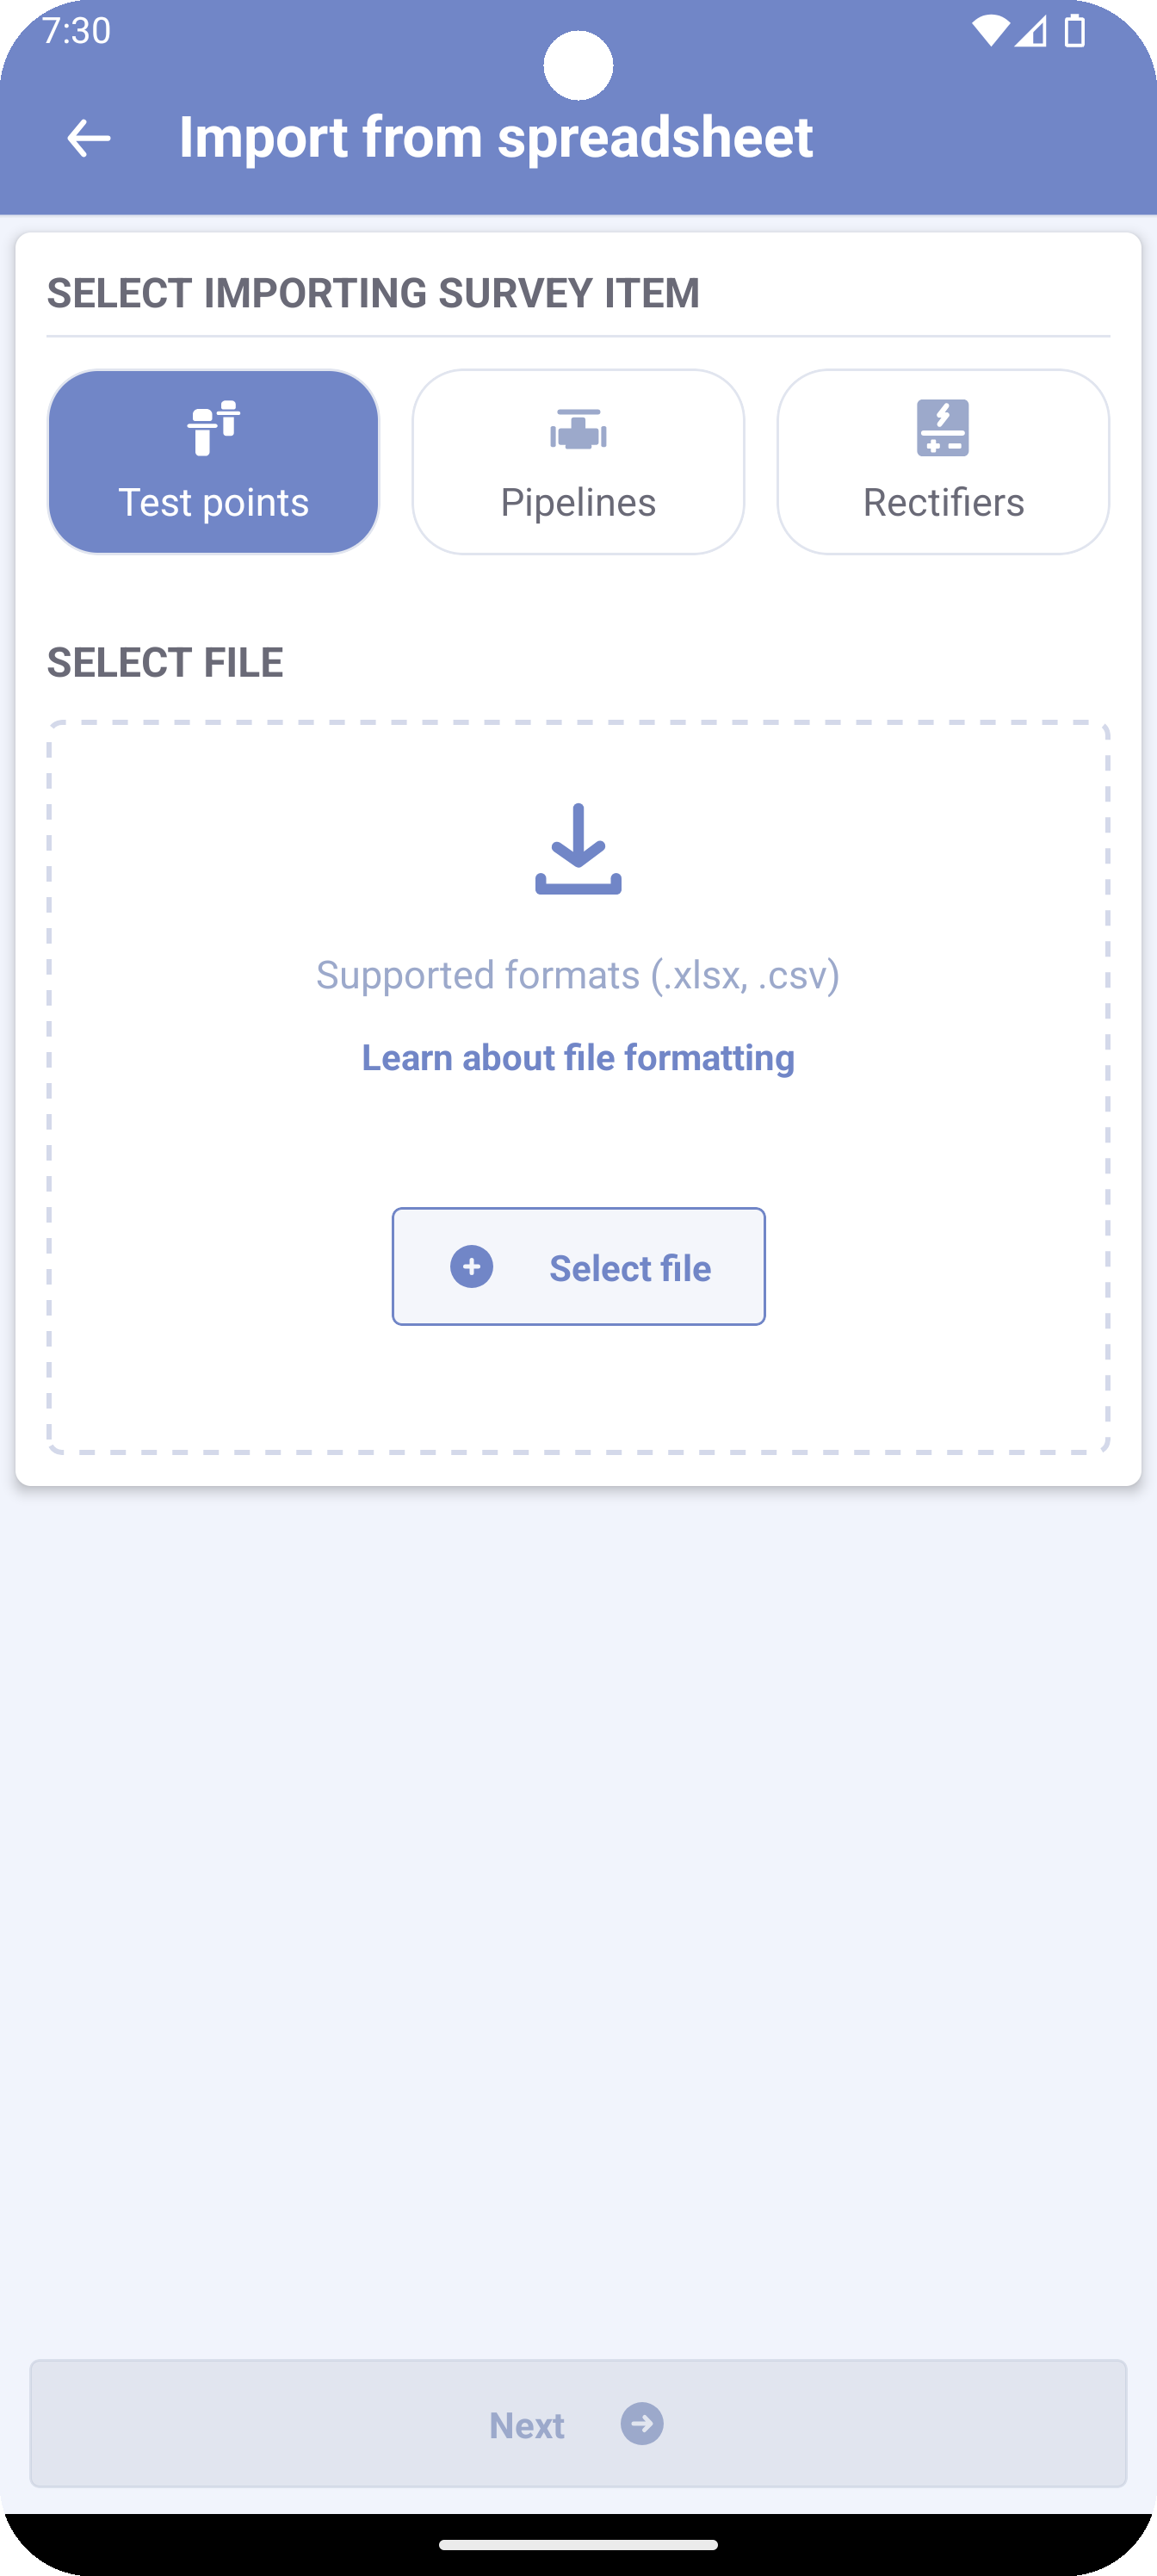 7:30
Import from spreadsheet
SELECT IMPORTING SURVEY ITEM
Test points
Pipelines
Rectifiers
SELECT FILE
Supported formats (.xlsx, .csv)
Learn about file formatting
Select file
Next